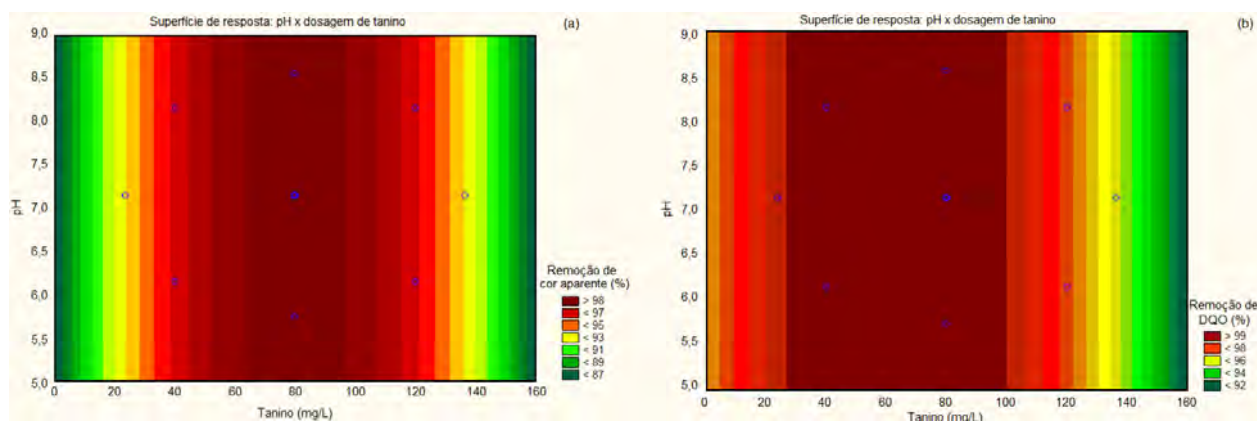 Superfície de resposta: pH x dosagem de tanino
(a)
9,0
8,5
8,0
7,5
7,0
6,5
6,0
5,5
5,0
pH
0 20 40 60 80 100 120 140 160
Tanino (mg/L)
Remoção de
cor aparente (%)
> 98
< 97
< 95
< 93
< 91
< 89
< 87
Superfície de resposta: pH x dosagem de tanino
(b)
9,0
8,5
8,0
7,5
7,0
6,5
6,0
5,5
5,0
pH
0 20 40 60 80 100 120 140 160
Tanino (mg/L)
Remoção de
DQO (%)
> 99
< 98
< 96
< 94
< 92